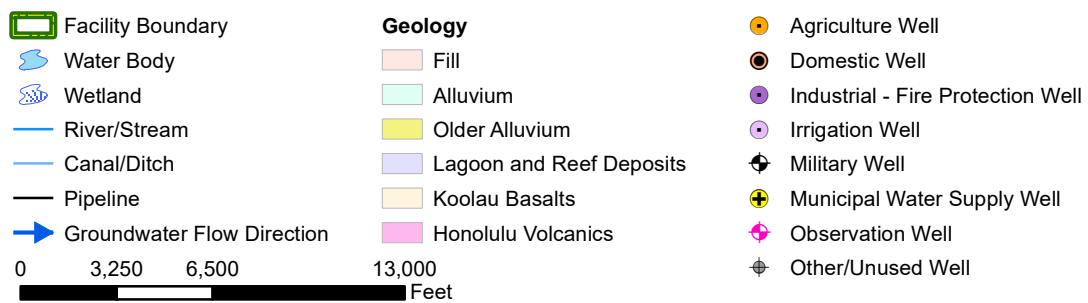 Facility Boundary
Water Body
Wetland
River/Stream
Canal/Ditch
Pipeline
Groundwater Flow Direction
0 3,250 6,500 13,000
Feet
Geology
Fill
Alluvium
Older Alluvium
Lagoon and Reef Deposits
Koolau Basalts
Honolulu Volcanics
Agriculture Well
Domestic Well
Industrial - Fire Protection Well
Irrigation Well
Military Well
Municipal Water Supply Well
Observation Well
Other/Unused Well